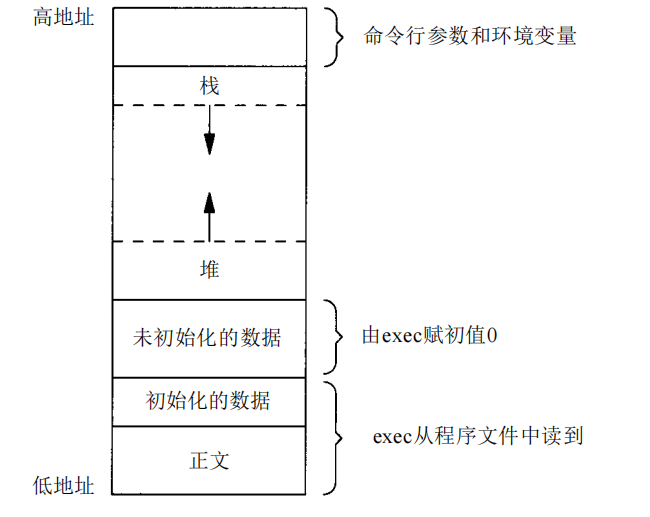 高地址
命令行参数和环境变量
栈
堆
未初始化的数据
由exec赋初值0
初始化的数据
exec从程序文件中读到
正文
低地址